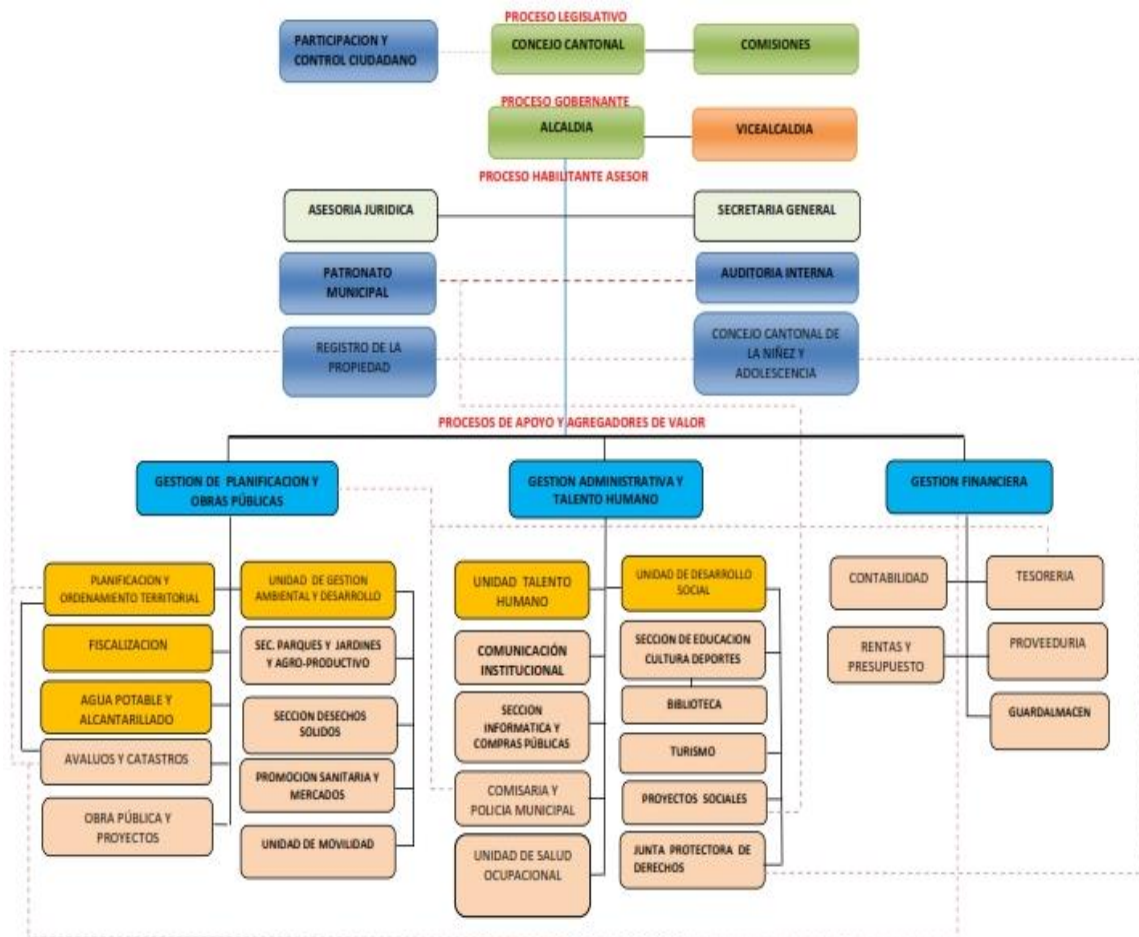 PROCESO LEGISLATIVO
PARTICIPACION Y
CONTROL CIUDADANO
CONCEJO CANTONAL
COMISIONES
PROCESO GOBERNANTE
ALCALDIA
VICEALCALDIA
PROCESO HABILITANTE ASESOR
ASESORIA JURIDICA
SECRETARIA GENERAL
PATRONATO
MUNICIPAL
AUDITORIA INTERNA
REGISTRO DE LA
PROPIEDAD
CONCEJO CANTONAL DE
LA NIÑEZ Y
ADOLESCENCIA
PROCESOS DE APOYO Y AGREGADORES DE VALOR
GESTION DE PLANIFICACION Y
OBRAS PÚBLICAS
GESTION ADMINISTRATIVA Y
TALENTO HUMANO
GESTION FINANCIERA
PLANIFICACION Y
ORDENAMIENTO TERRITORIAL
FISCALIZACION
AGUA POTABLE Y
ALCANTARILLADO
AVALUOS Y CATASTROS
OBRA PÚBLICA Y
PROYECTOS
UNIDAD DE GESTION
AMBIENTAL Y DESARROLLO
SEC. PARQUES Y JARDINES
Y AGRO-PRODUCTIVO
SECCION DESECHOS
SOLIDOS
PROMOCION SANITARIA Y
MERCADOS
UNIDAD DE MOVILIDAD
UNIDAD TALENTO
HUMANO
COMUNICACIÓN
INSTITUCIONAL
SECCION
INFORMATICA Y
COMPRAS PÚBLICAS
COMISARIA Y
POLICIA MUNICIPAL
UNIDAD DE SALUD
OCUPACIONAL
UNIDAD DE DESARROLLO
SOCIAL
SECCION DE EDUCACION
CULTURA DEPORTES
BIBLIOTECA
TURISMO
PROYECTOS SOCIALES
JUNTA PROTECTORA DE
DERECHOS
CONTABILIDAD
TESORERIA
RENTAS Y
PRESUPUESTO
PROVEEDURIA
GUARDALMACEN